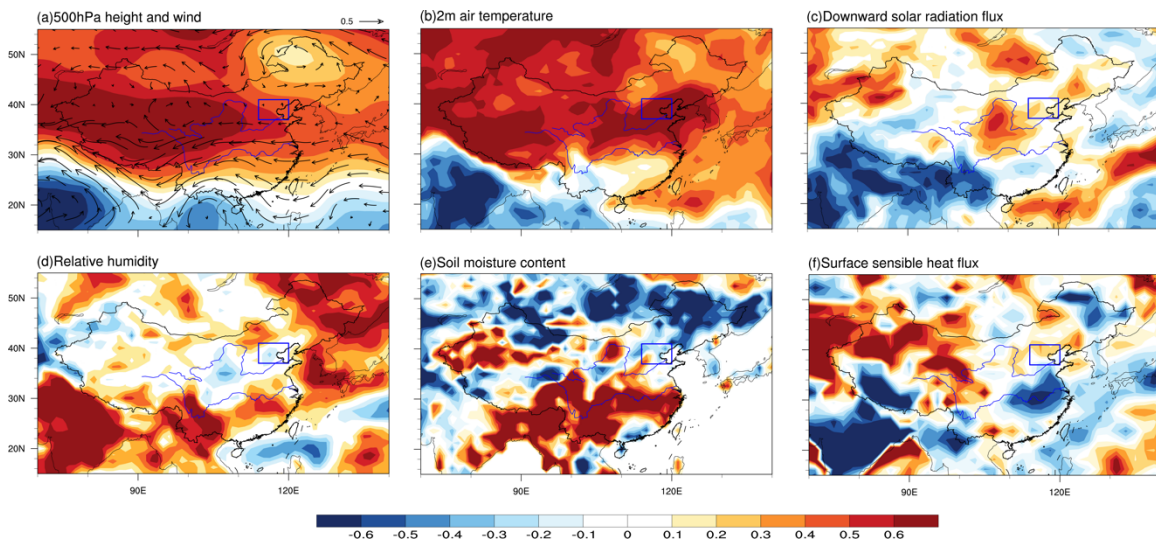 (a)500hPa height and wind
0.5
(b)2m air temperature
(c)Downward solar radiation flux
50N
40N
30N
20N
(d)Relative humidity
(e)Soil moisture content
(f)Surface sensible heat flux
50N
40N
30N
20N
90E 120E 90E 120E 90E 120E
-0.6 -0.5 -0.4 -0.3 -0.2 -0.1 0 0.1 0.2 0.3 0.4 0.5 0.6